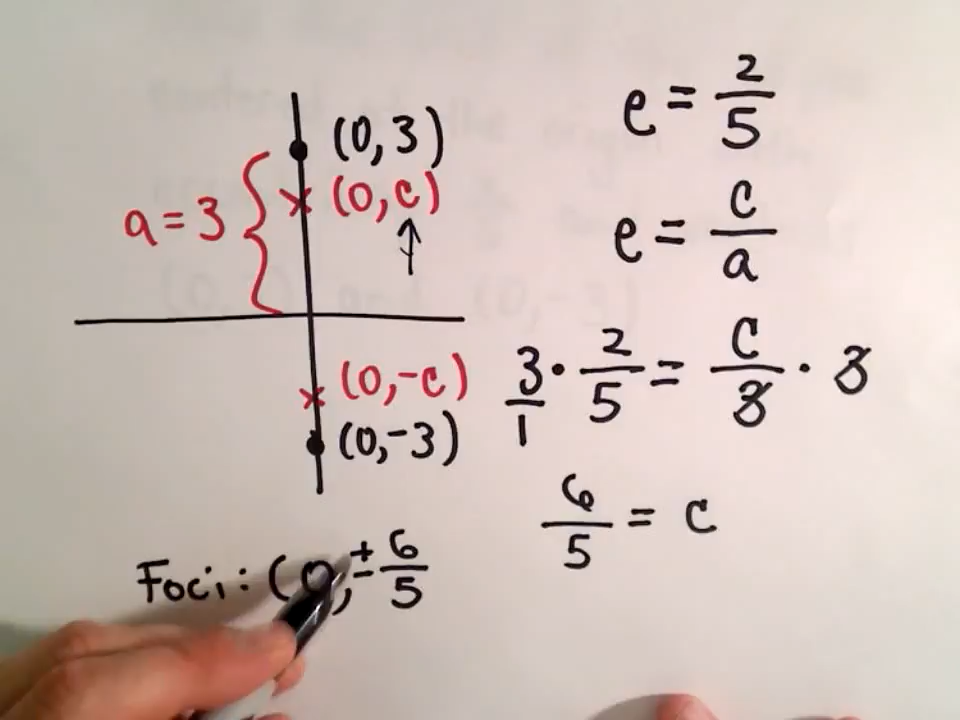 (0, 3)
(0, c)
a = 3
(0, -c)
(0, -3)
Foci: (0, ± 6/5
e = 2/5
e = c/a
3/1 · 2/5 = c/3 · 3
6/5 = c